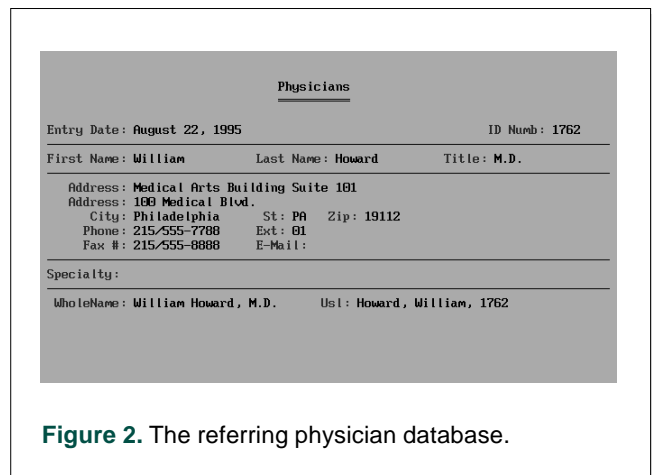 Physicians
Entry Date: August 22, 1995 ID Numb: 1762
First Name: William Last Name: Howard Title: M.D.
Address: Medical Arts Building Suite 101
Address: 100 Medical Blvd.
City: Philadelphia St: PA Zip: 19112
Phone: 215/555-7788 Ext: 01
Fax #: 215/555-8888 E-Mail:
Specialty:
WholeName: William Howard, M.D. Usl: Howard, William, 1762
Figure 2. The referring physician database.